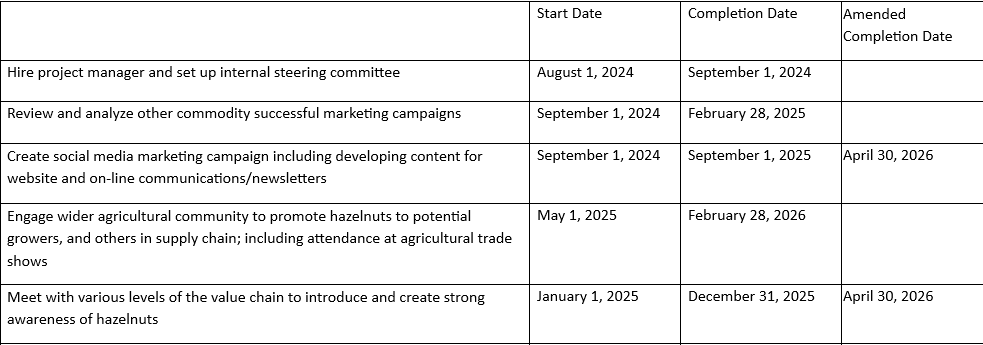 Start Date
Completion Date
Amended
Completion Date
Hire project manager and set up internal steering committee
August 1, 2024
September 1, 2024
Review and analyze other commodity successful marketing campaigns
September 1, 2024
February 28, 2025
Create social media marketing campaign including developing content for
website and on-line communications/newsletters
September 1, 2024
September 1, 2025
April 30, 2026
Engage wider agricultural community to promote hazelnuts to potential
growers, and others in supply chain; including attendance at agricultural trade
shows
May 1, 2025
February 28, 2026
Meet with various levels of the value chain to introduce and create strong
awareness of hazelnuts
January 1, 2025
December 31, 2025
April 30, 2026